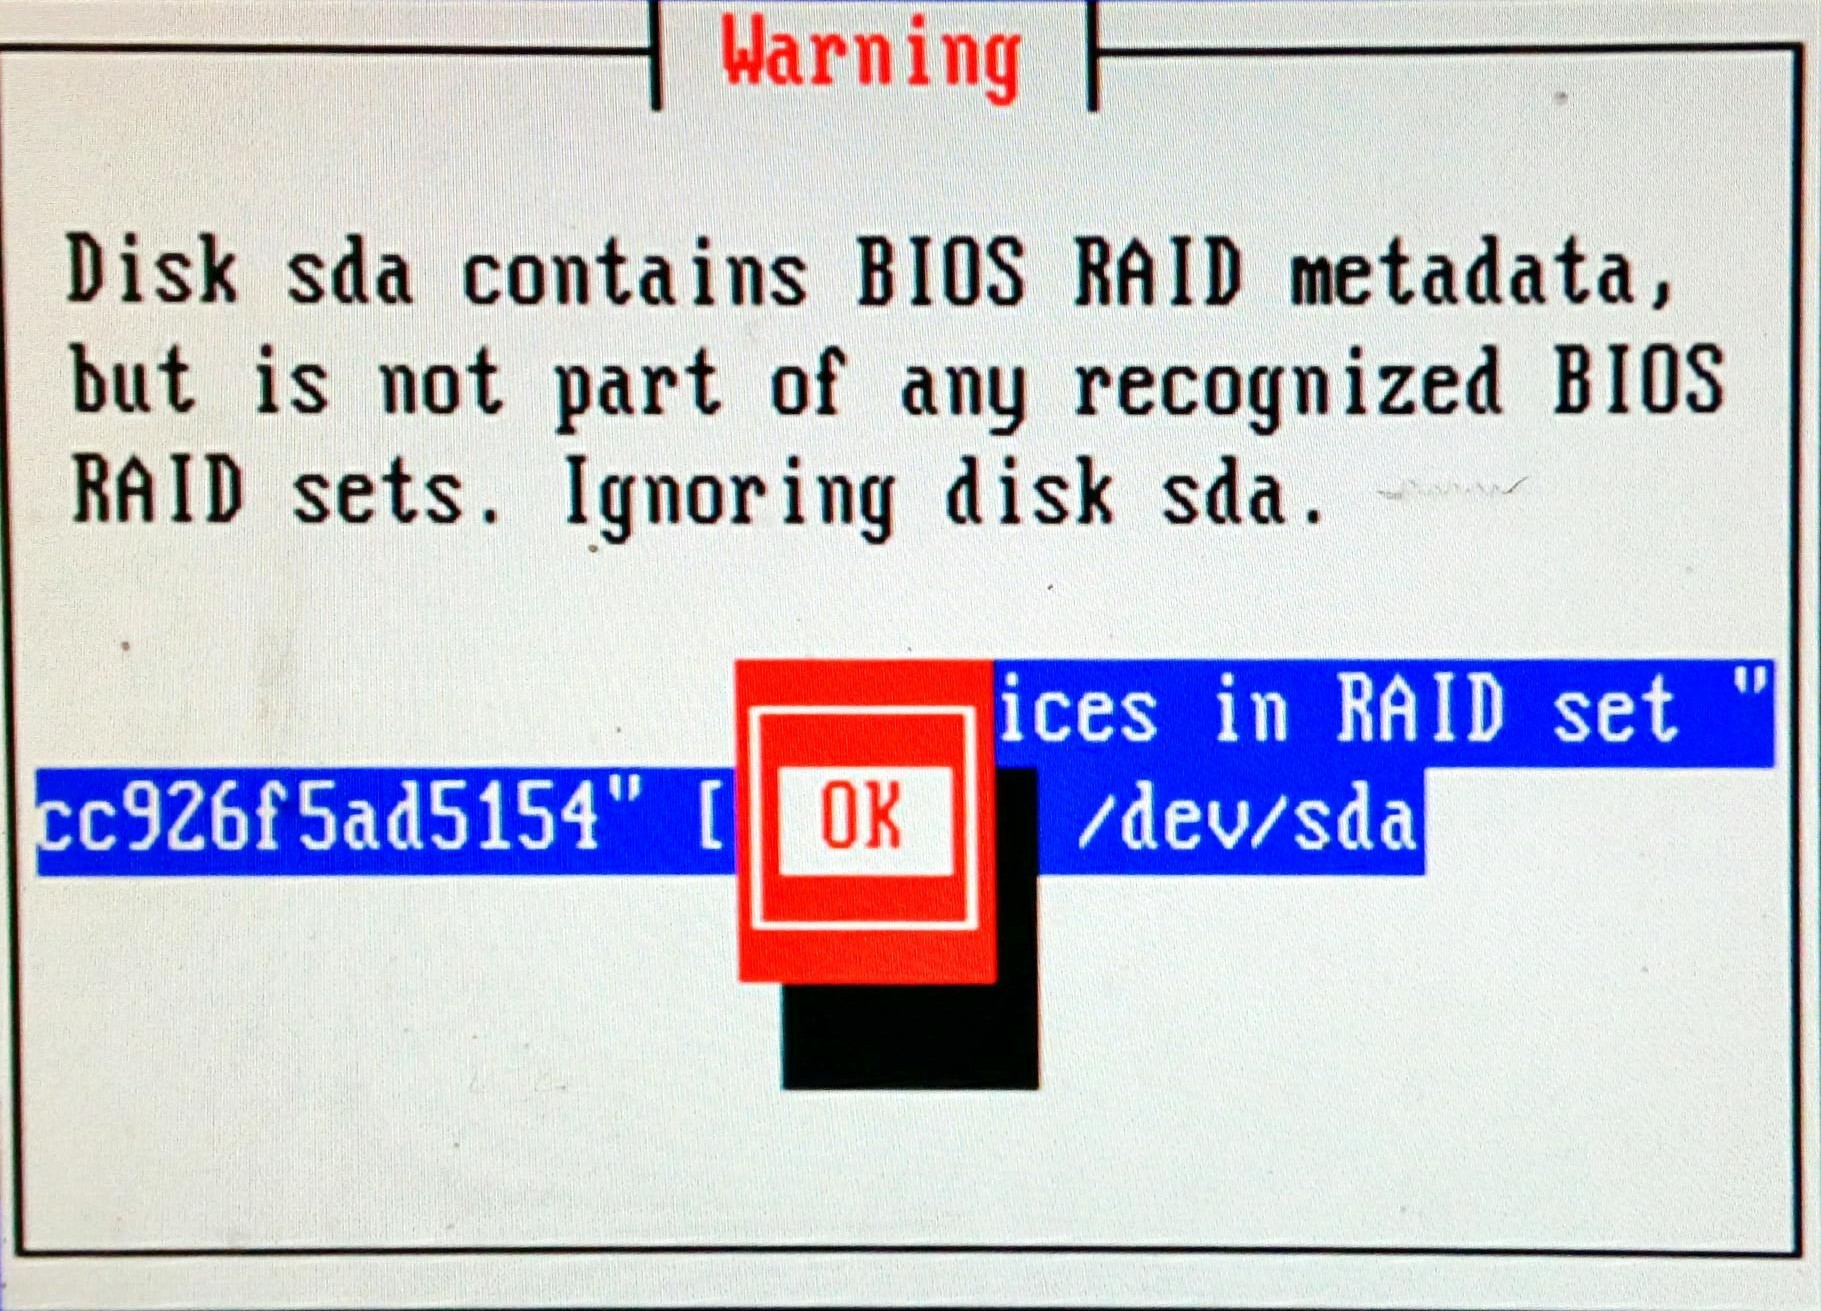 Warning
Disk sda contains BIOS RAID metadata,
but is not part of any recognized BIOS
RAID sets. Ignoring disk sda.
ices in RAID set "
cc926f5ad5154" [
OK
/dev/sda